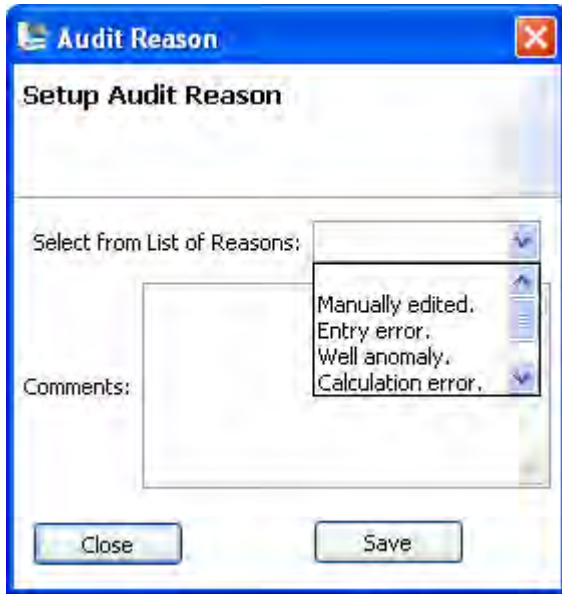 Audit Reason
Setup Audit Reason
Select from List of Reasons:
Manually edited.
Entry error.
Well anomaly.
Calculation error.
Comments:
Close
Save